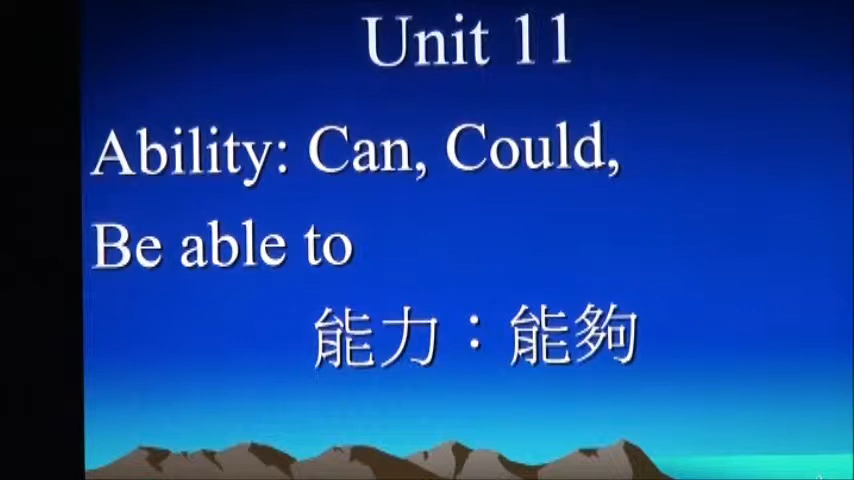 Unit 11
Ability: Can, Could,
Be able to
能力：能夠